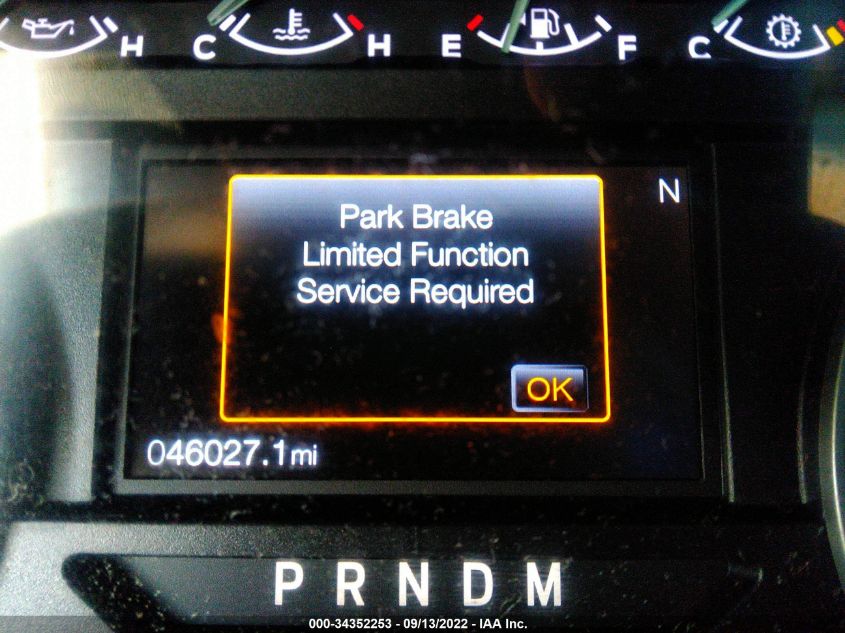 H C H E F C
N
Park Brake
Limited Function
Service Required
OK
046027.1mi
P R N D M
000-34352253 - 09/13/2022 - IAA Inc.